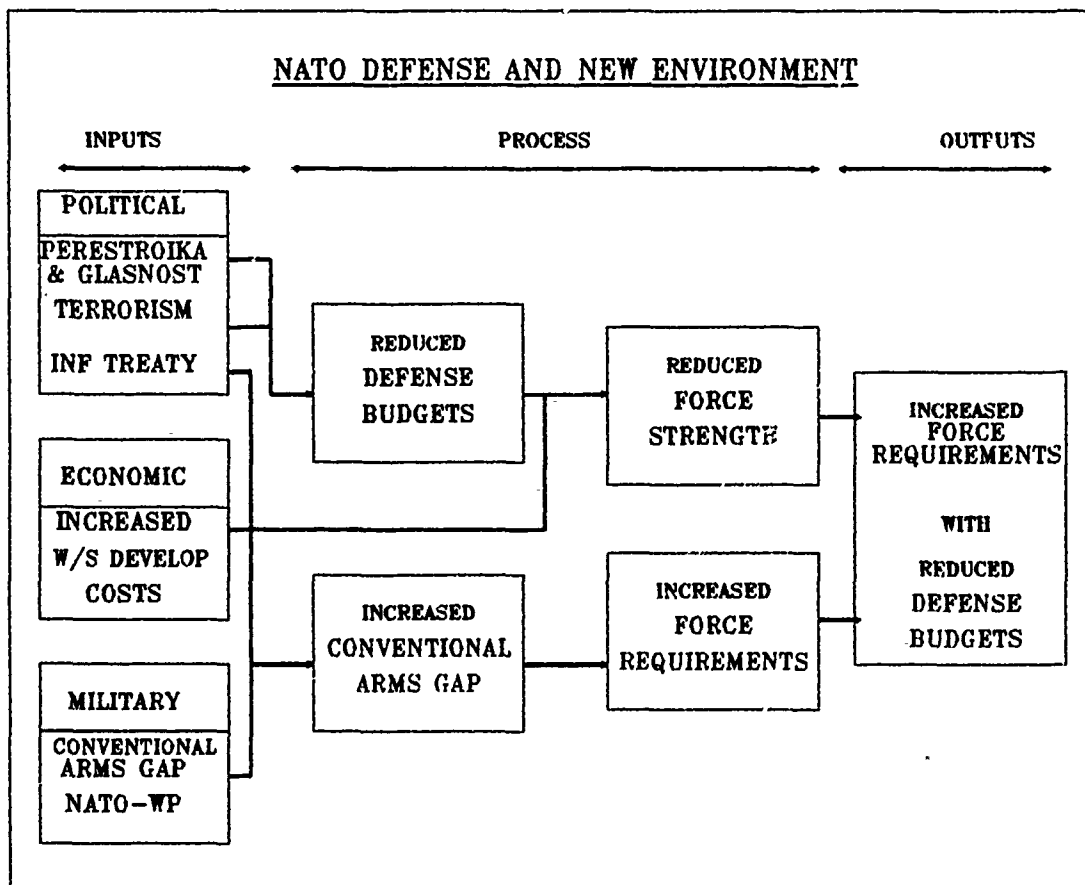 NATO DEFENSE AND NEW ENVIRONMENT
INPUTS
PROCESS
OUTPUTS
POLITICAL
PERESTROIKA
& GLASNOST
TERRORISM
INF TREATY
ECONOMIC
INCREASED
W/S DEVELOP
COSTS
MILITARY
CONVENTIONAL
ARMS GAP
NATO-WP
REDUCED
DEFENSE
BUDGETS
INCREASED
CONVENTIONAL
ARMS GAP
REDUCED
FORCE
STRENGTH
INCREASED
FORCE
REQUIREMENTS
INCREASED
FORCE
REQUIREMENTS
WITH
REDUCED
DEFENSE
BUDGETS